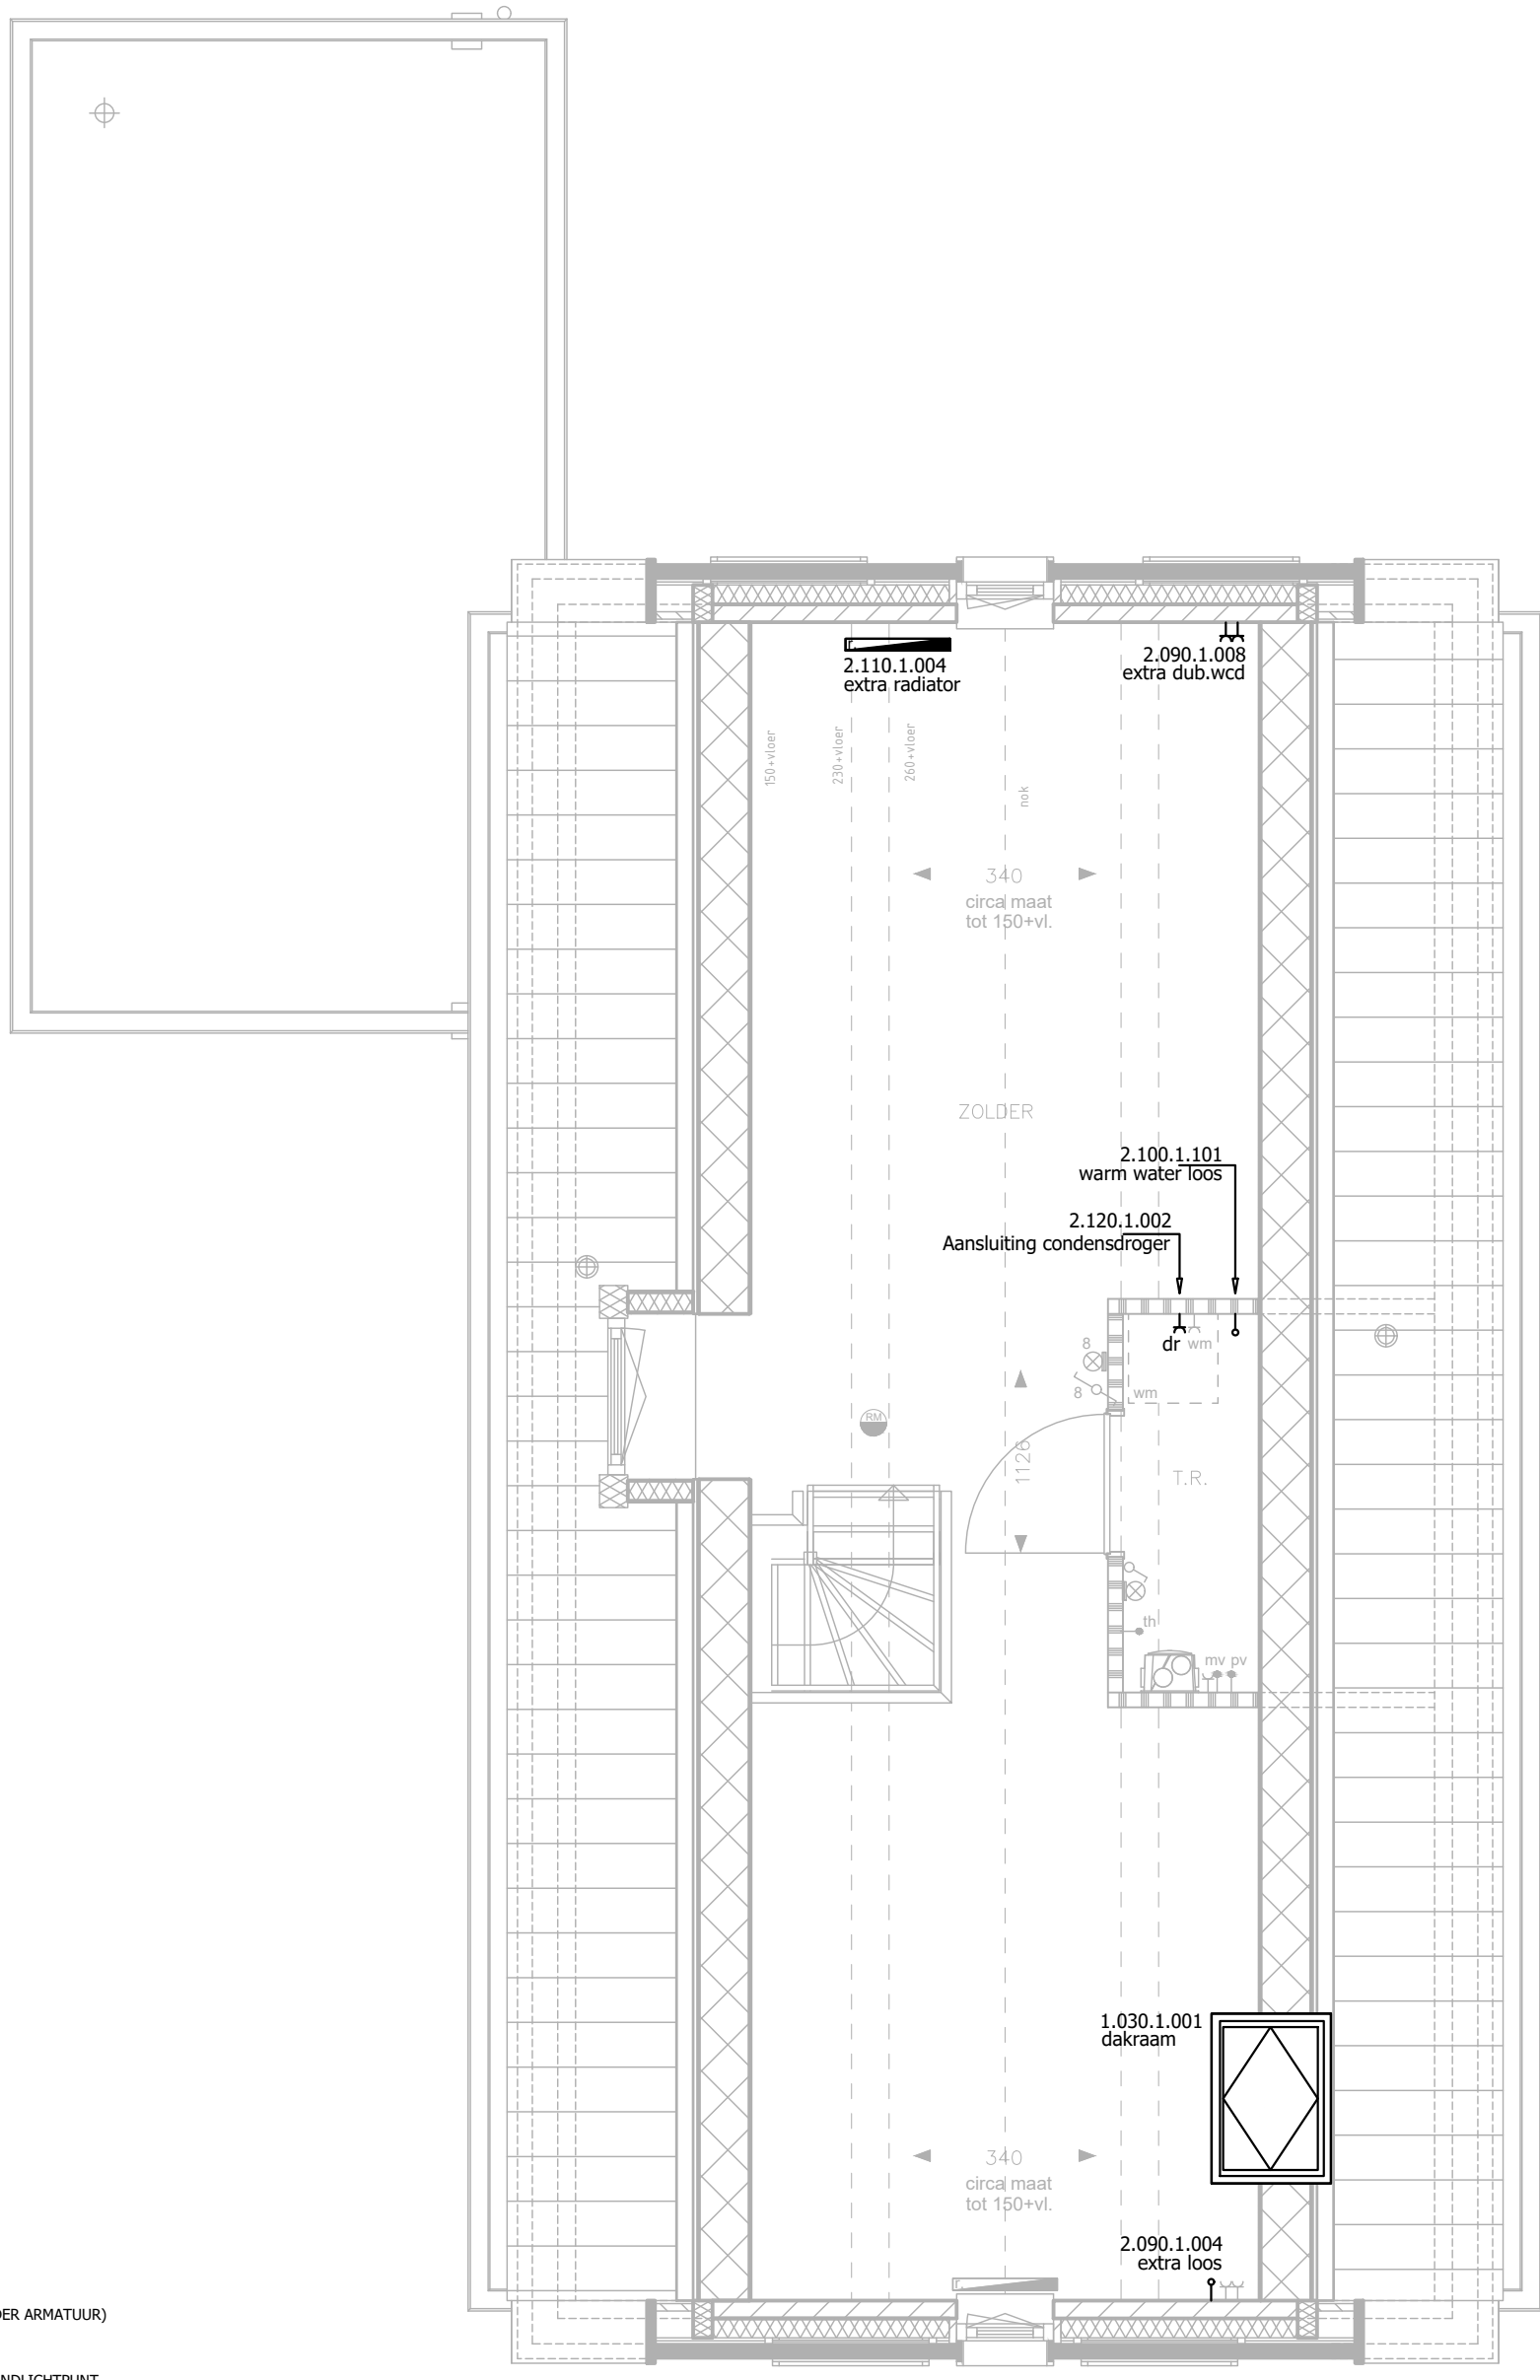 r.
2.110.1.004
extra radiator
2.090.1.008
extra dub.wcd
150+vloer
230+vloer
260+vloer
nok
340
circa maat
tot 150+vl.
ZOLDER
2.100.1.101
warm water loos
2.120.1.002
Aansluiting condensdroger
dr wm
8
8
wm
RM
1126
T.R.
th
mv pv
1.030.1.001
dakraam
340
circa maat
tot 150+vl.
2.090.1.004
extra loos
r.
DER ARMATUUR)
NDLICHTPUNT